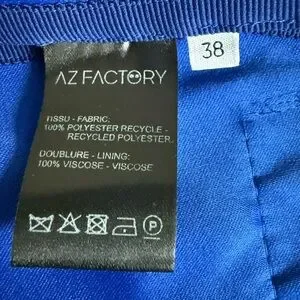 AZ FACTORY
38
TISSU - FABRIC:
100% POLYESTER RECYCLE -
RECYCLED POLYESTER
DOUBLURE - LINING:
100% VISCOSE - VISCOSE
P